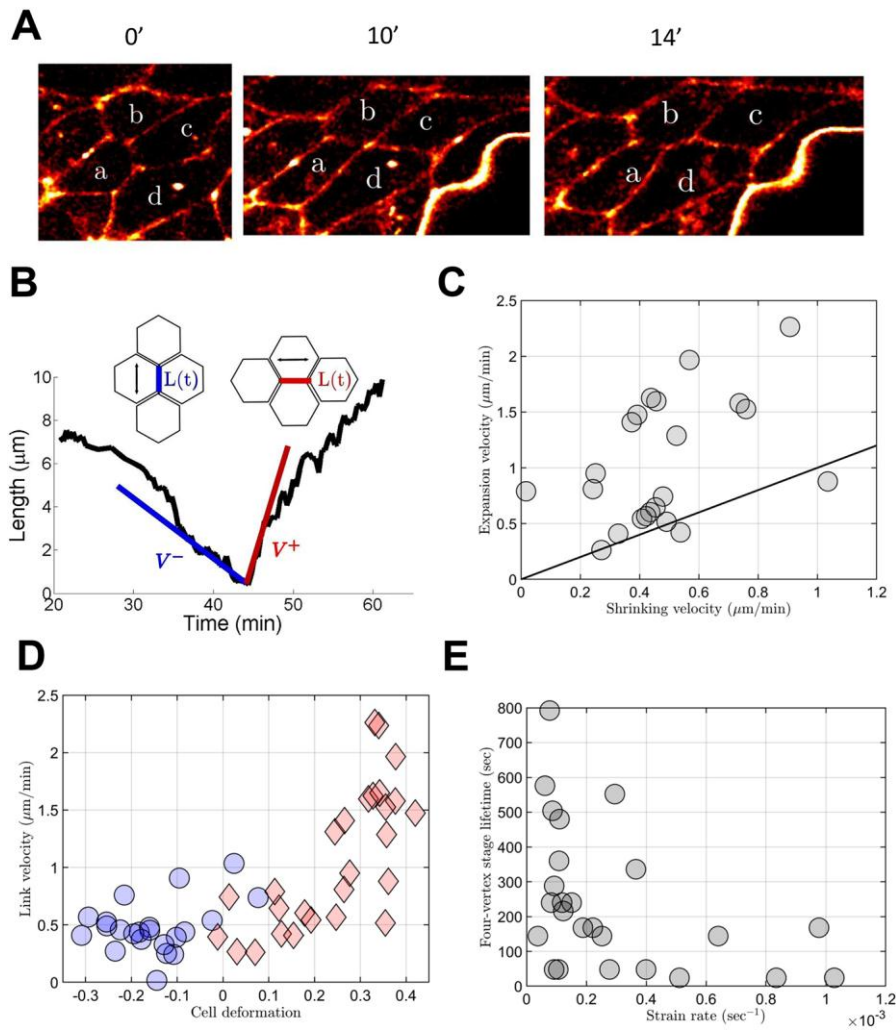 A
0’ 10’ 14’
b c a d
b c a d
b c a d
B
L(t) L(t)
Length (μm)
10
8
6
4
2
0
V⁻ V⁺
20 30 40 50 60
Time (min)
C
Expansion velocity (μm/min)
2.5
2
1.5
1
0.5
0
0 0.2 0.4 0.6 0.8 1 1.2
Shrinking velocity (μm/min)
D
Link velocity (μm/min)
2.5
2
1.5
1
0.5
0
-0.3 -0.2 -0.1 0 0.1 0.2 0.3 0.4
Cell deformation
E
Four-vertex stage lifetime (sec)
800
700
600
500
400
300
200
100
0
0 0.2 0.4 0.6 0.8 1 1.2
Strain rate (sec⁻¹)
×10⁻³